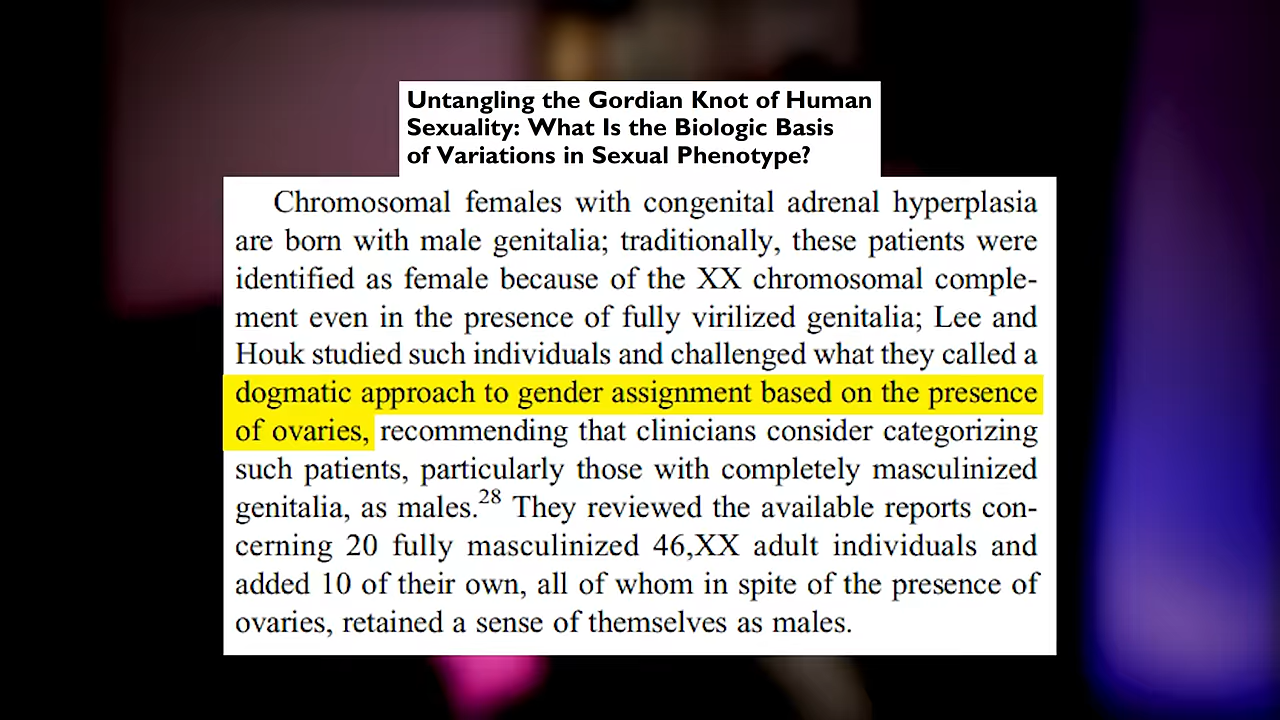 Untangling the Gordian Knot of Human
Sexuality: What Is the Biologic Basis
of Variations in Sexual Phenotype?
Chromosomal females with congenital adrenal hyperplasia
are born with male genitalia; traditionally, these patients were
identified as female because of the XX chromosomal comple-
ment even in the presence of fully virilized genitalia; Lee and
Houk studied such individuals and challenged what they called a
dogmatic approach to gender assignment based on the presence
of ovaries, recommending that clinicians consider categorizing
such patients, particularly those with completely masculinized
genitalia, as males.28 They reviewed the available reports con-
cerning 20 fully masculinized 46,XX adult individuals and
added 10 of their own, all of whom in spite of the presence of
ovaries, retained a sense of themselves as males.